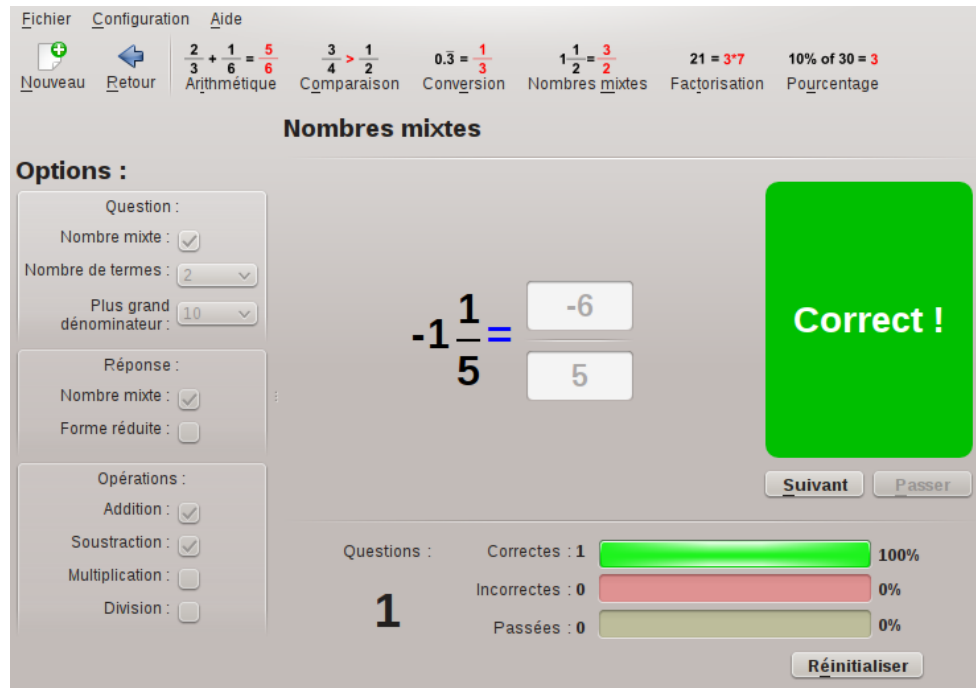 Fichier Configuration Aide
2/3 + 1/6 = 5/6 3/4 > 1/2 0.3̅ = 1/3 1 1/2 = 3/2 21 = 3*7 10% of 30 = 3
Nouveau Retour Arithmétique Comparaison Conversion Nombres mixtes Factorisation Pourcentage
Nombres mixtes
Options :
Question :
Nombre mixte :
Nombre de termes : 2
Plus grand
dénominateur : 10
Réponse :
Nombre mixte :
Forme réduite :
Opérations :
Addition :
Soustraction :
Multiplication :
Division :
-1 1/5 = -6/5
Correct !
Suivant Passer
Questions :
1
Correctes : 1 100%
Incorrectes : 0 0%
Passées : 0 0%
Réinitialiser